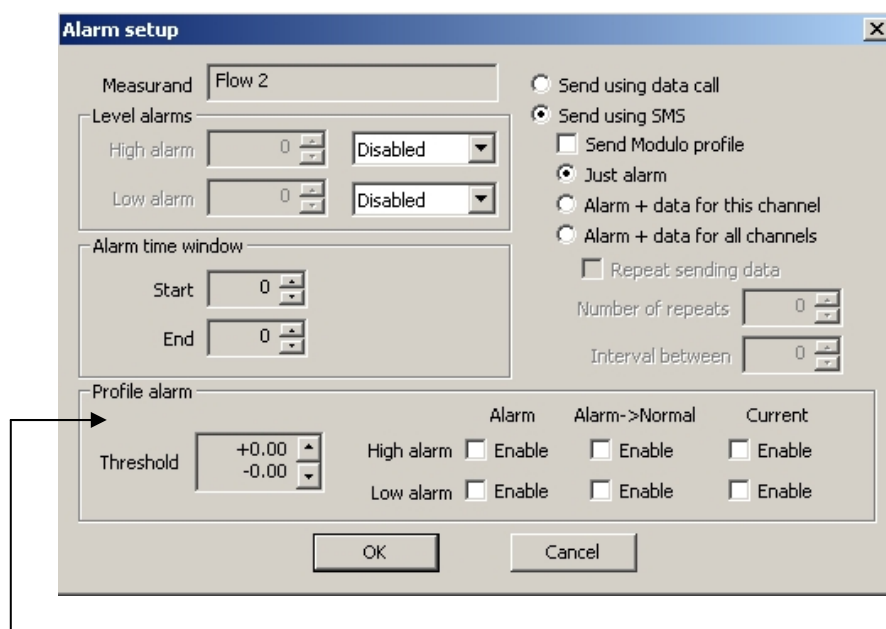 Alarm setup
Measurand Flow 2
Level alarms
High alarm 0 Disabled
Low alarm 0 Disabled
Alarm time window
Start 0
End 0
Send using data call
Send using SMS
Send Modulo profile
Just alarm
Alarm + data for this channel
Alarm + data for all channels
Repeat sending data
Number of repeats 0
Interval between 0
Profile alarm
Threshold +0.00
-0.00
Alarm Alarm->Normal Current
High alarm Enable Enable Enable
Low alarm Enable Enable Enable
OK Cancel